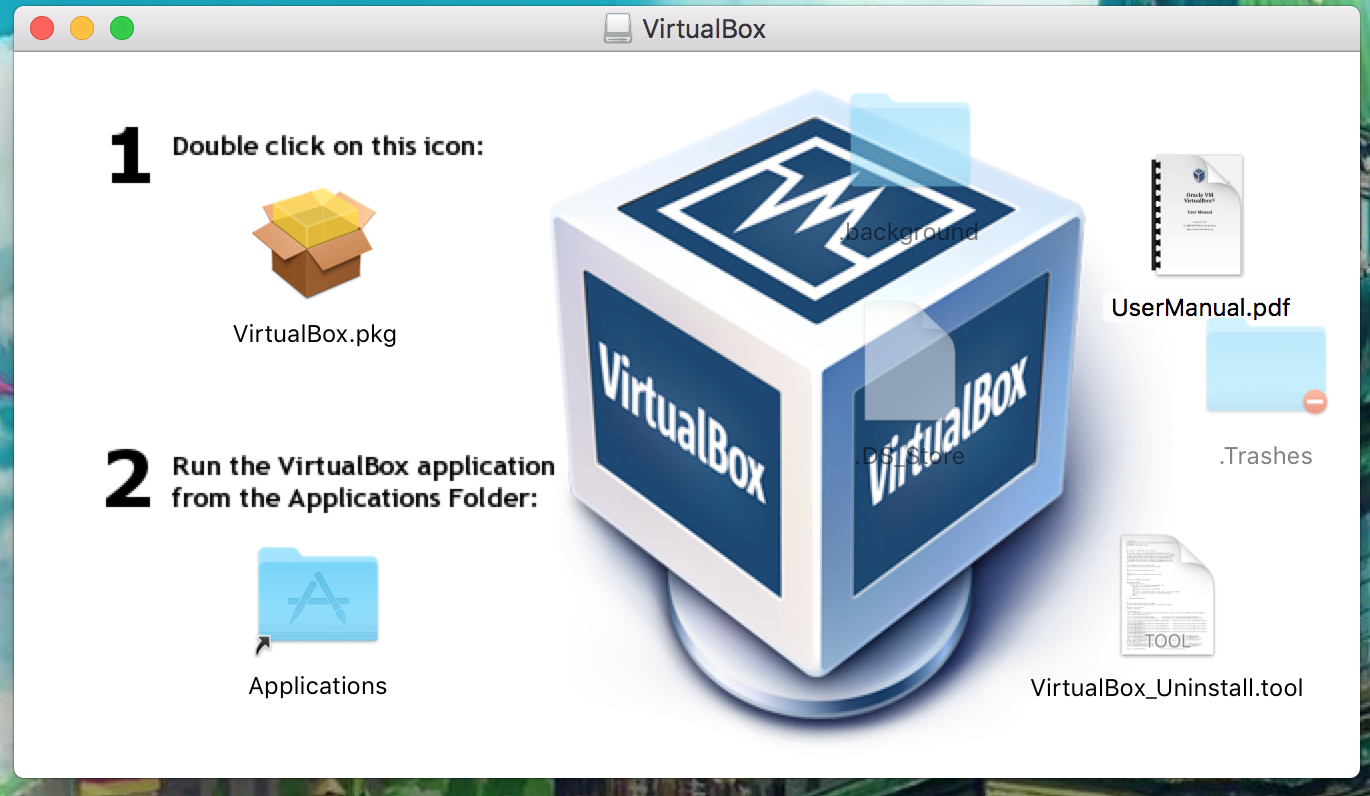 VirtualBox
1 Double click on this icon:
VirtualBox.pkg
2 Run the VirtualBox application
from the Applications Folder:
Applications
.background
VirtualBox
VirtualBox
.DS_Store
Oracle VM
VirtualBox®
User Manual
UserManual.pdf
.Trashes
TOOL
VirtualBox_Uninstall.tool